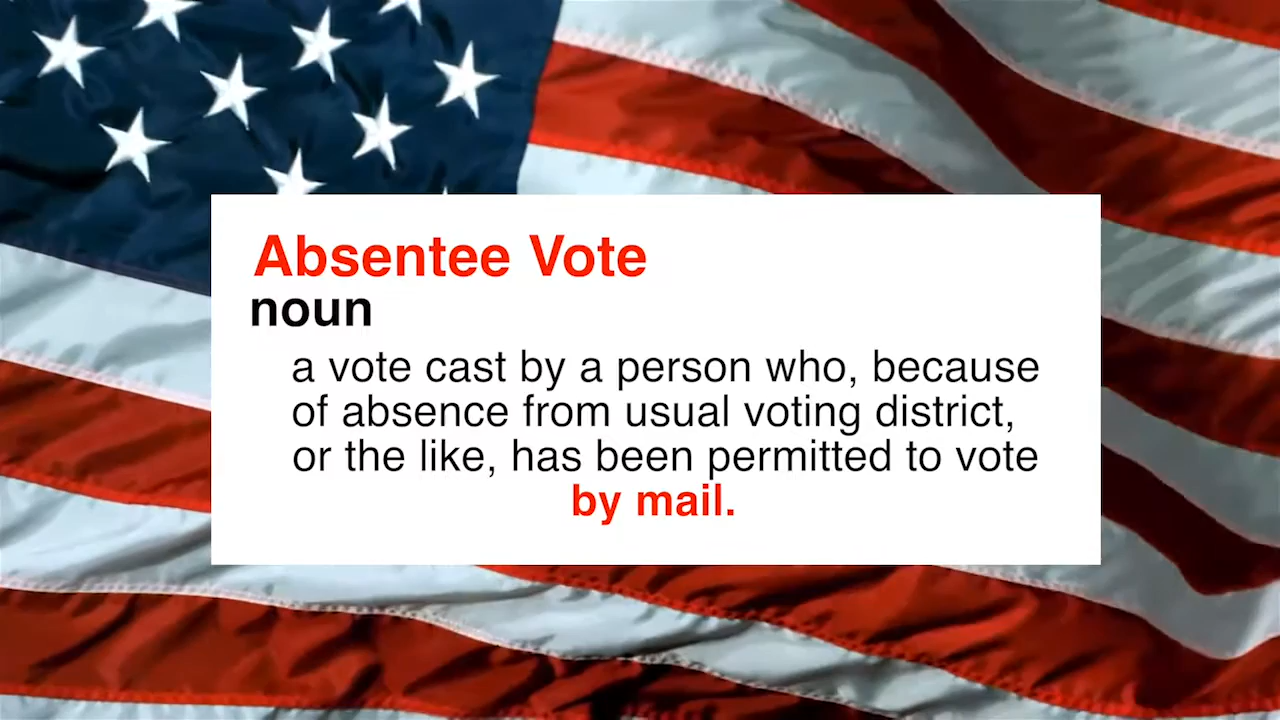 Absentee Vote
noun
a vote cast by a person who, because
of absence from usual voting district,
or the like, has been permitted to vote
by mail.